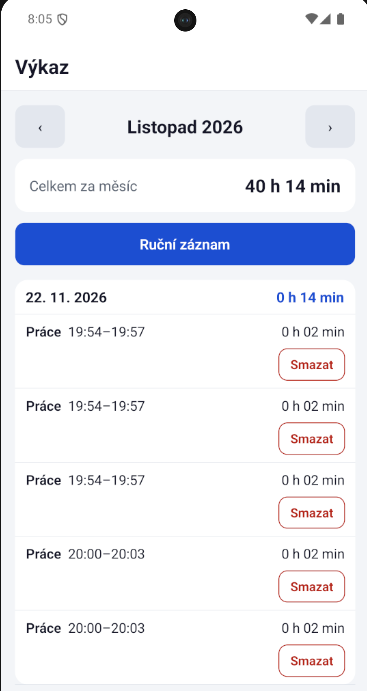 8:05
Výkaz
‹ Listopad 2026 ›
Celkem za měsíc 40 h 14 min
Ruční záznam
22. 11. 2026 0 h 14 min
Práce 19:54–19:57 0 h 02 min
Smazat
Práce 19:54–19:57 0 h 02 min
Smazat
Práce 19:54–19:57 0 h 02 min
Smazat
Práce 20:00–20:03 0 h 02 min
Smazat
Práce 20:00–20:03 0 h 02 min
Smazat